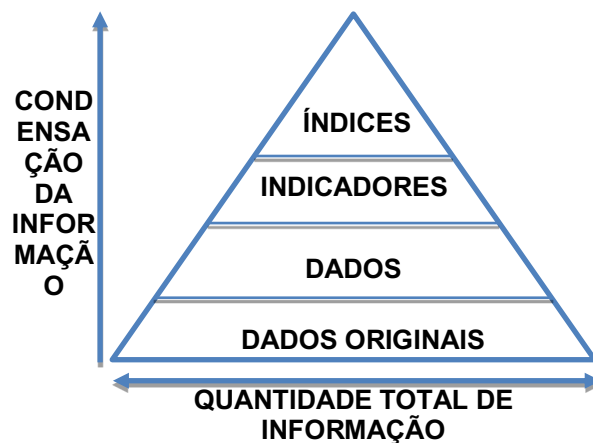 COND
ENSA
ÇÃO
DA
INFOR
MAÇÃ
O
ÍNDICES
INDICADORES
DADOS
DADOS ORIGINAIS
QUANTIDADE TOTAL DE
INFORMAÇÃO